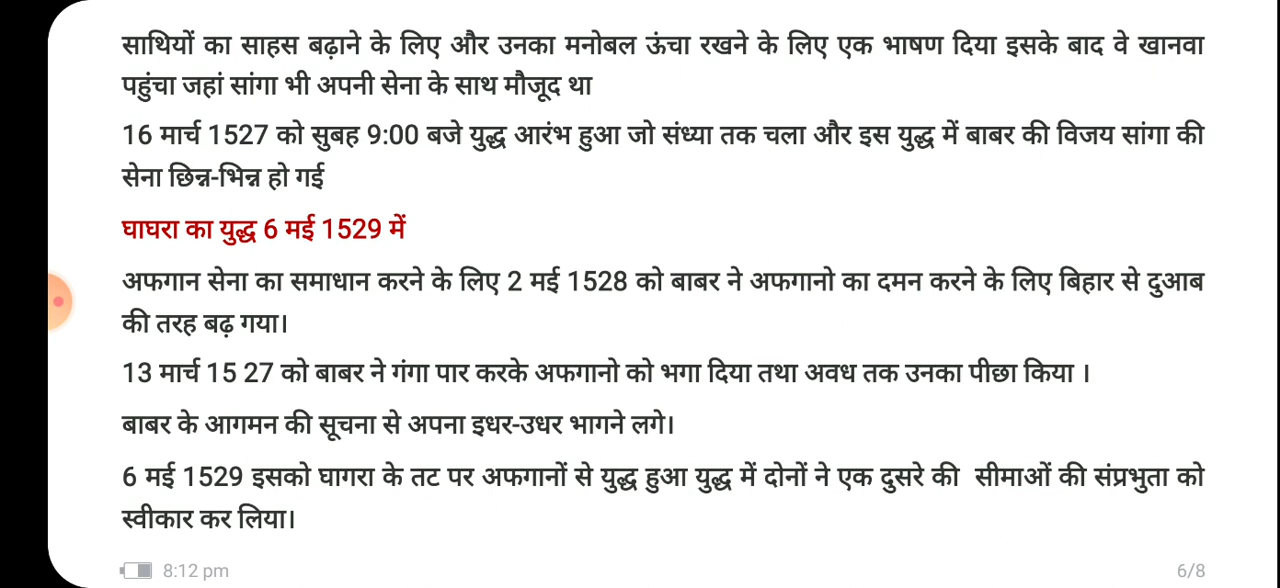 साथियों का साहस बढ़ाने के लिए और उनका मनोबल ऊंचा रखने के लिए एक भाषण दिया इसके बाद वे खानवा
पहुंचा जहां सांगा भी अपनी सेना के साथ मौजूद था
16 मार्च 1527 को सुबह 9:00 बजे युद्ध आरंभ हुआ जो संध्या तक चला और इस युद्ध में बाबर की विजय सांगा की
सेना छिन्न-भिन्न हो गई
घाघरा का युद्ध 6 मई 1529 में
अफगान सेना का समाधान करने के लिए 2 मई 1528 को बाबर ने अफगानो का दमन करने के लिए बिहार से दुआब
की तरह बढ़ गया।
13 मार्च 15 27 को बाबर ने गंगा पार करके अफगानो को भगा दिया तथा अवध तक उनका पीछा किया ।
बाबर के आगमन की सूचना से अपना इधर-उधर भागने लगे।
6 मई 1529 इसको घागरा के तट पर अफगानों से युद्ध हुआ युद्ध में दोनों ने एक दुसरे की सीमाओं की संप्रभुता को
स्वीकार कर लिया।
8:12 pm 6/8